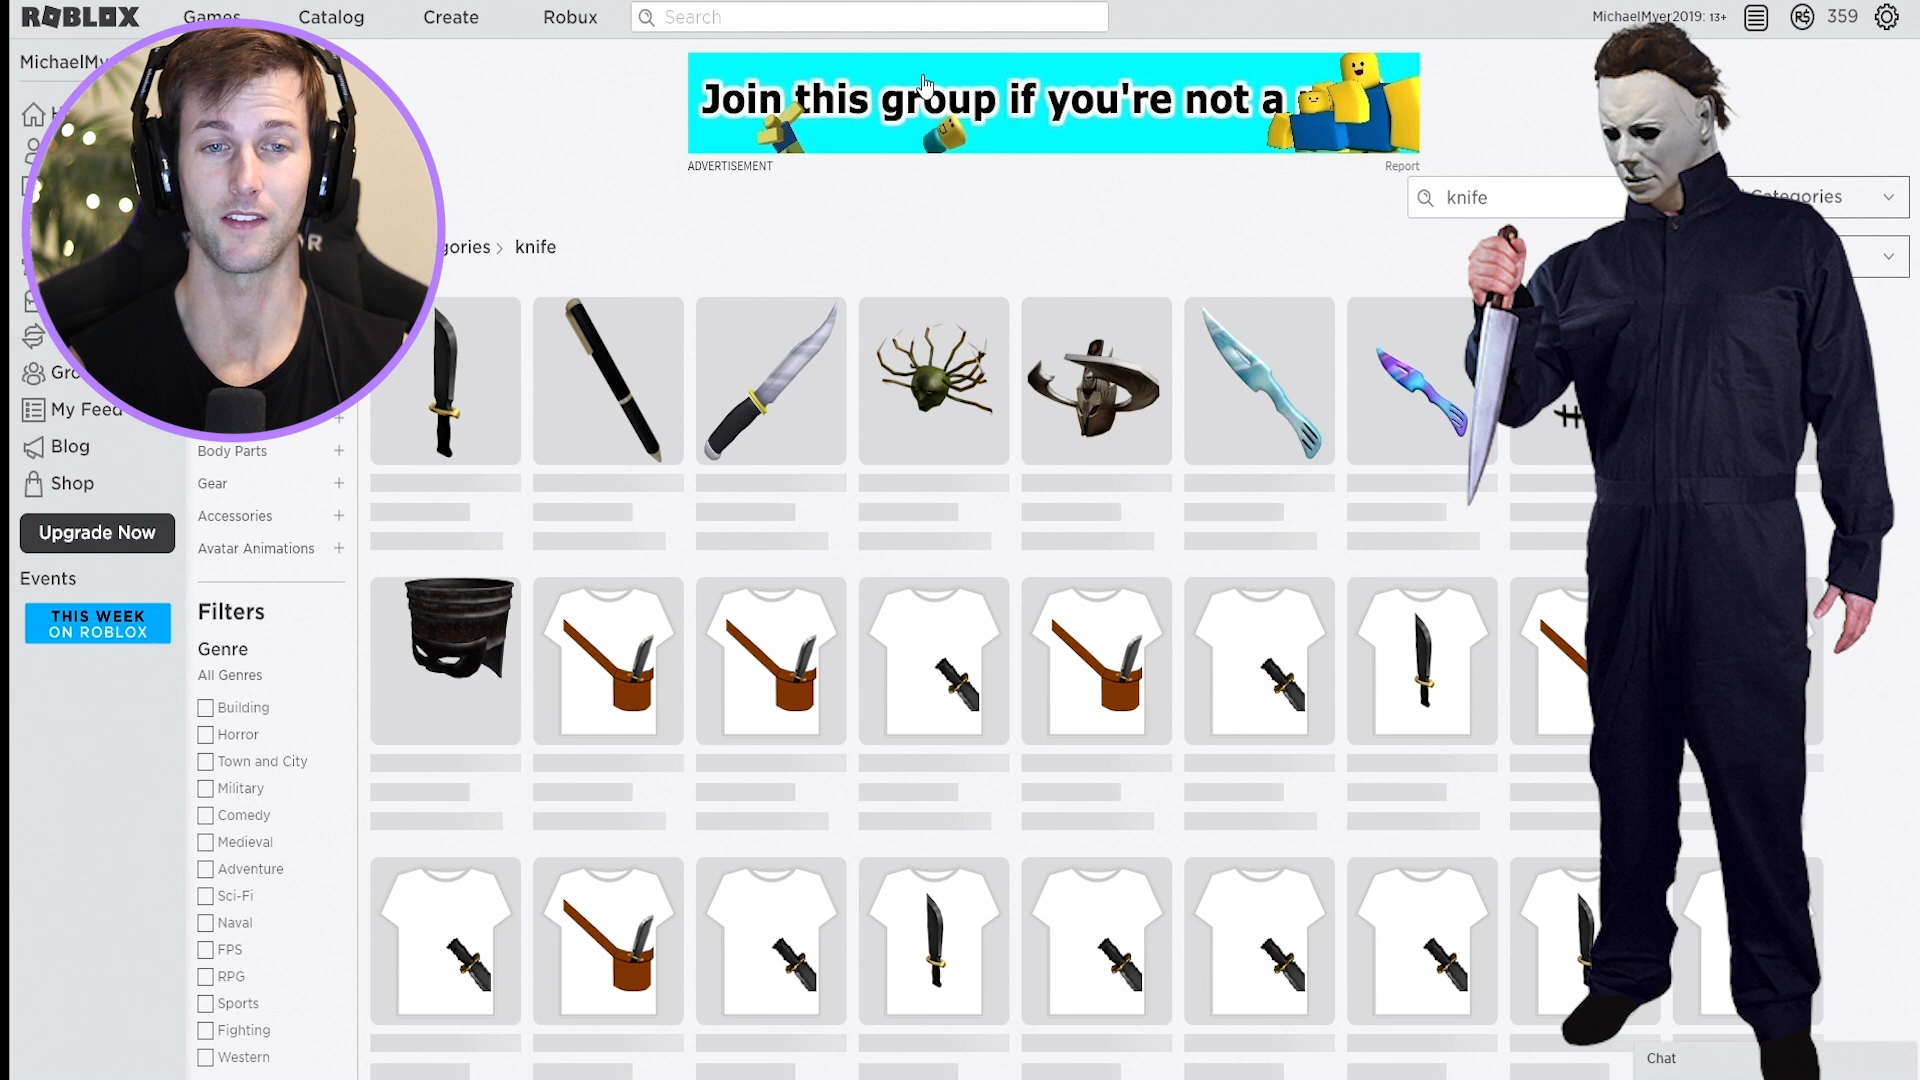 ROBLOX
Games
Catalog
Create
Robux
Search
MichaelMyer2019: 13+
R$
359
MichaelMy
Join this group if you're not a
ADVERTISEMENT
Report
knife
Categories
gories > knife
My Feed
Blog
Shop
Upgrade Now
Events
THIS WEEK
ON ROBLOX
Body Parts +
Gear +
Accessories +
Avatar Animations +
Filters
Genre
All Genres
Building
Horror
Town and City
Military
Comedy
Medieval
Adventure
Sci-Fi
Naval
FPS
RPG
Sports
Fighting
Western
Chat